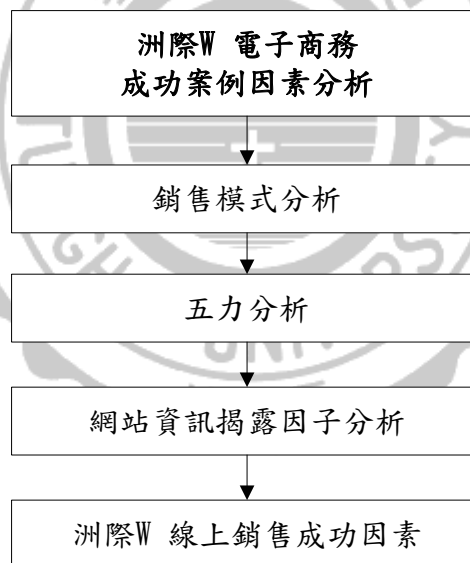 洲際W 電子商務
成功案例因素分析
銷售模式分析
五力分析
網站資訊揭露因子分析
洲際W 線上銷售成功因素